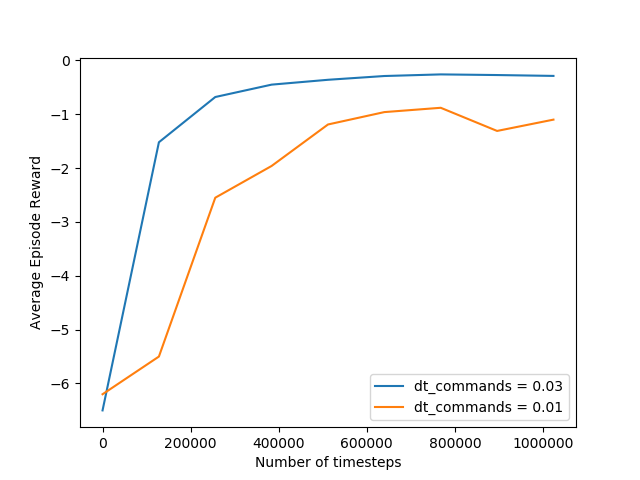 0
−1
−2
−3
−4
−5
−6
Average Episode Reward
dt_commands = 0.03
dt_commands = 0.01
0 200000 400000 600000 800000 1000000
Number of timesteps